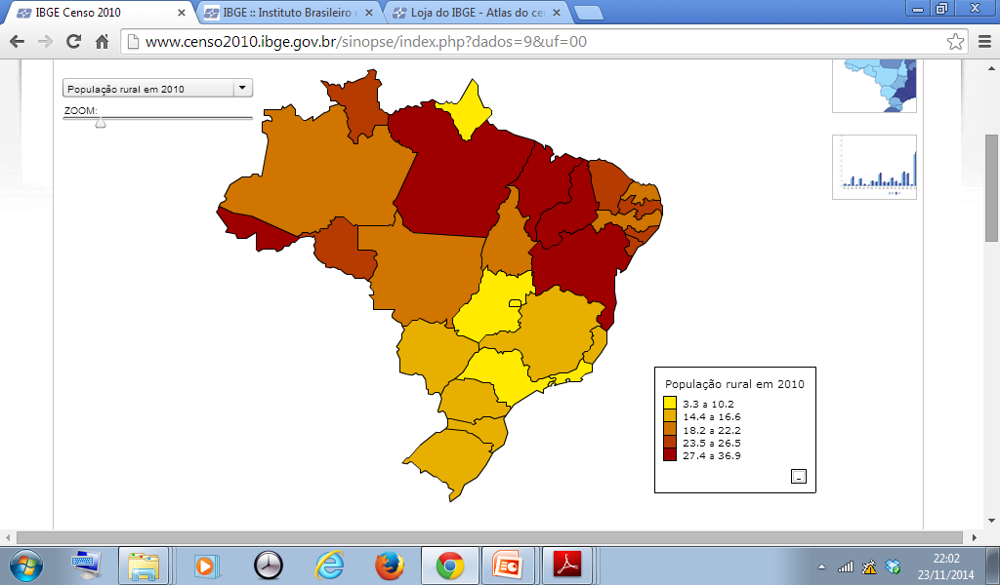 IBGE Censo 2010
IBGE :: Instituto Brasileiro
Loja do IBGE - Atlas do ce
www.censo2010.ibge.gov.br/sinopse/index.php?dados=9&uf=00
População rural em 2010
ZOOM:
População rural em 2010
3.3 a 10.2
14.4 a 16.6
18.2 a 22.2
23.5 a 26.5
27.4 a 36.9
22:02
23/11/2014